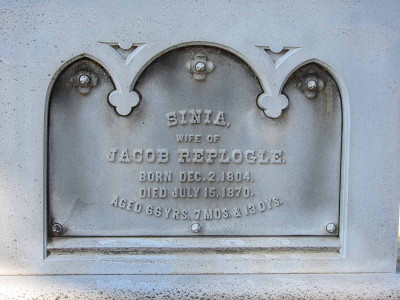 SINIA,
WIFE OF
JACOB REPLOGLE.
BORN DEC. 2, 1804.
DIED JULY 15, 1870.
AGED 66 YRS. 7 MOS. & 13 DYS.